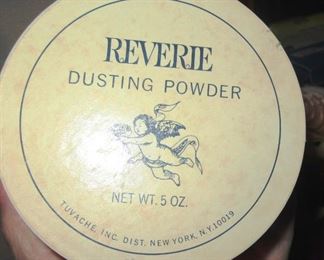 REVERIE
DUSTING POWDER
NET WT. 5 OZ.
TUVACHE, INC. DIST. NEW YORK, N.Y. 10019